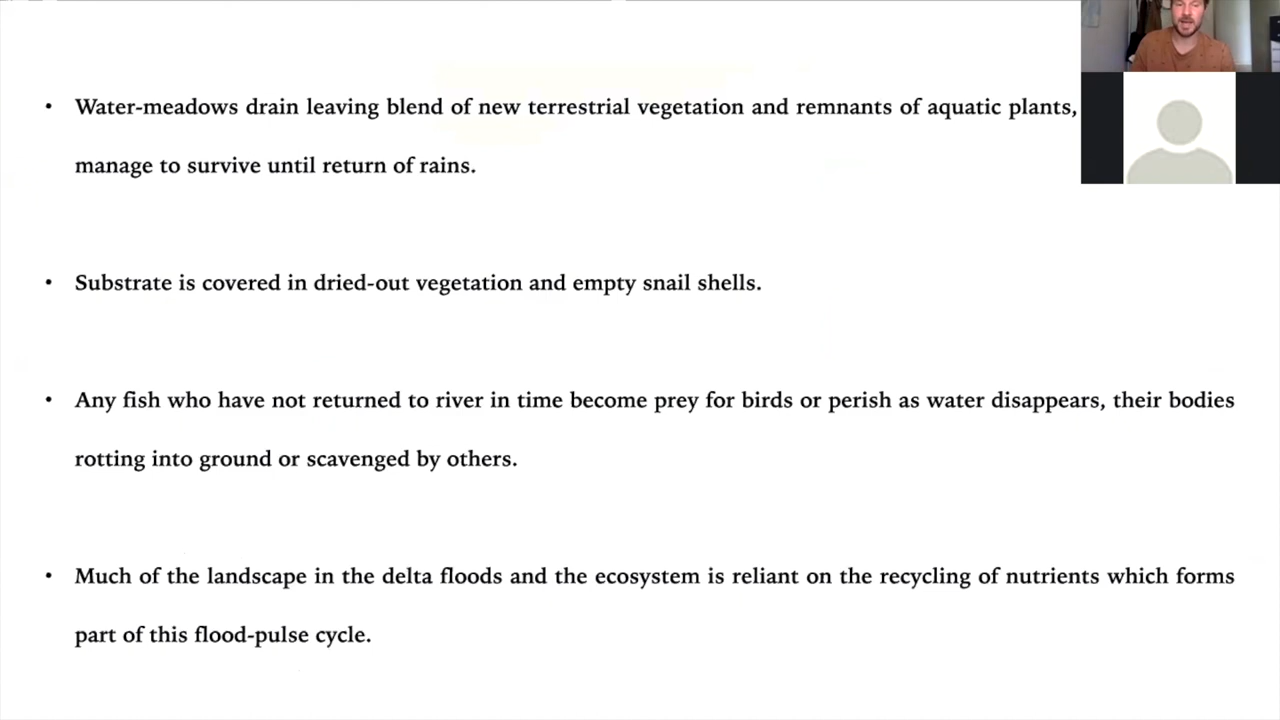 • Water-meadows drain leaving blend of new terrestrial vegetation and remnants of aquatic plants,
manage to survive until return of rains.
• Substrate is covered in dried-out vegetation and empty snail shells.
• Any fish who have not returned to river in time become prey for birds or perish as water disappears, their bodies
rotting into ground or scavenged by others.
• Much of the landscape in the delta floods and the ecosystem is reliant on the recycling of nutrients which forms
part of this flood-pulse cycle.